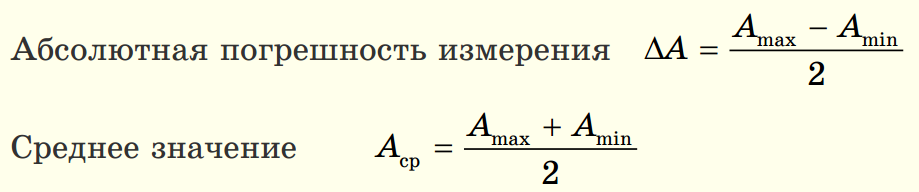 Абсолютная погрешность измерения ΔA = (A_max − A_min) / 2
Среднее значение A_ср = (A_max + A_min) / 2